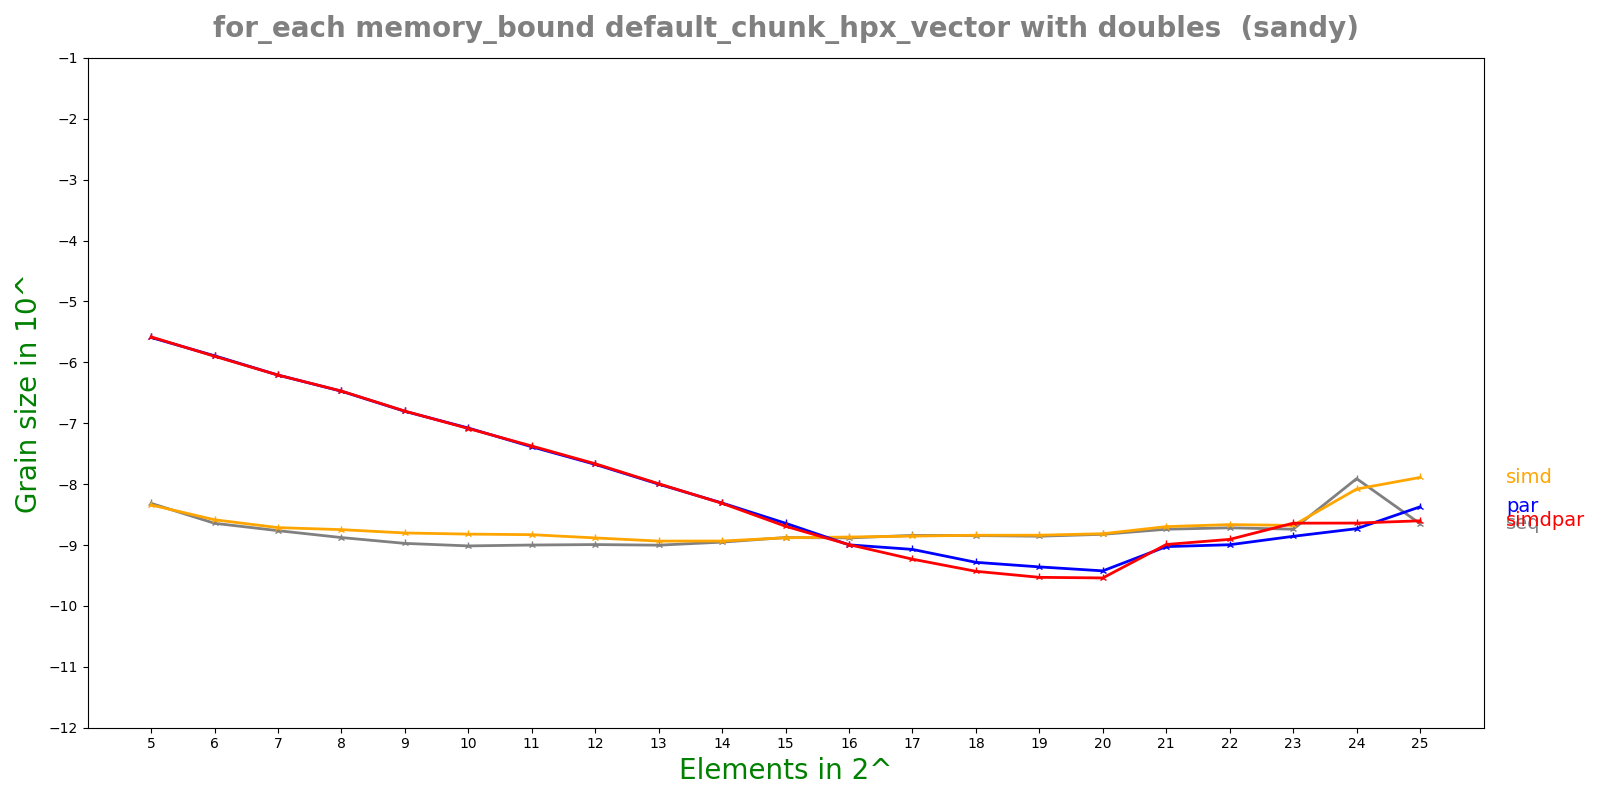 for_each memory_bound default_chunk_hpx_vector with doubles (sandy)
−1
−2
−3
−4
−5
−6
−7
−8
−9
−10
−11
−12
Grain size in 10^
simd
par
seq
simdpar
5 6 7 8 9 10 11 12 13 14 15 16 17 18 19 20 21 22 23 24 25
Elements in 2^